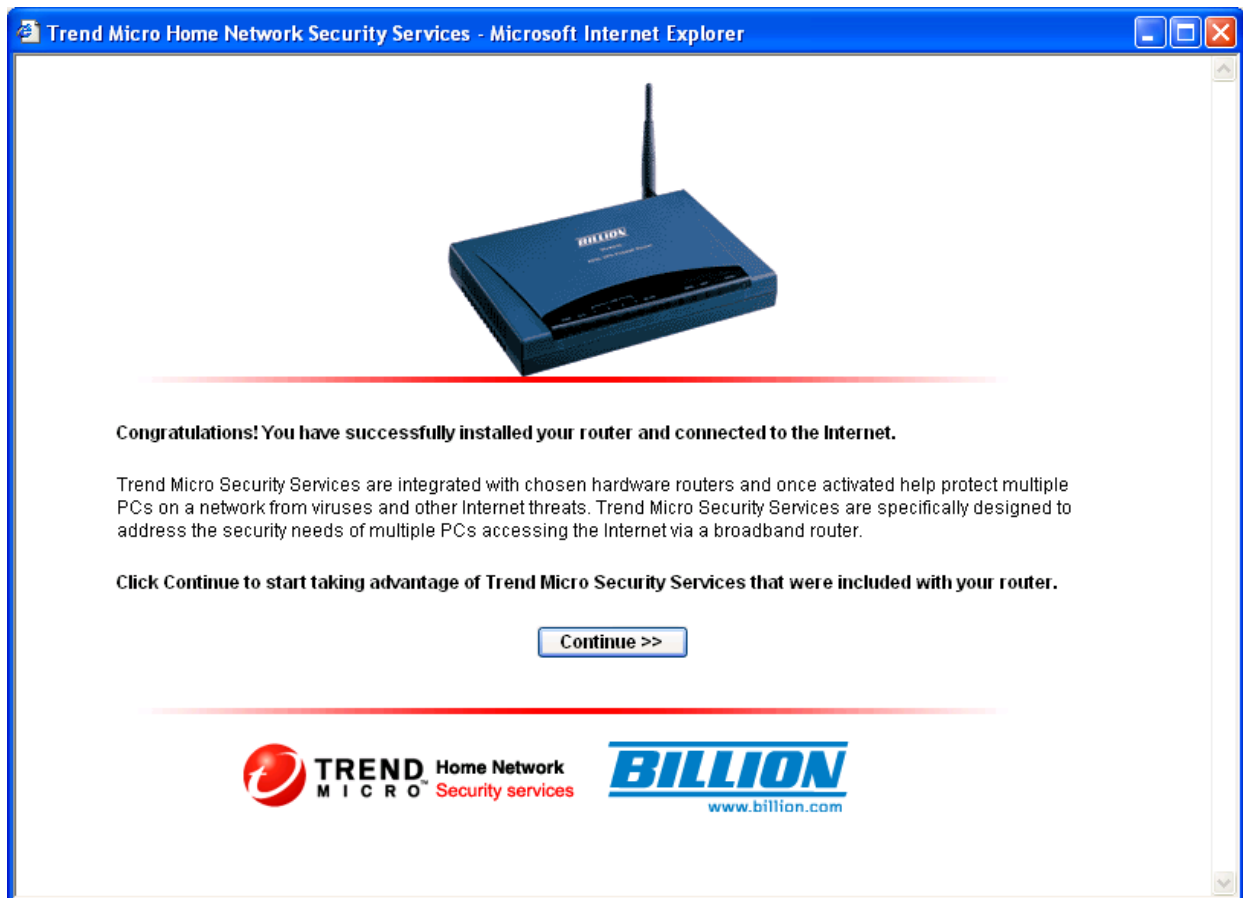 Trend Micro Home Network Security Services - Microsoft Internet Explorer
BILLION
Congratulations! You have successfully installed your router and connected to the Internet.
Trend Micro Security Services are integrated with chosen hardware routers and once activated help protect multiple
PCs on a network from viruses and other Internet threats. Trend Micro Security Services are specifically designed to
address the security needs of multiple PCs accessing the Internet via a broadband router.
Click Continue to start taking advantage of Trend Micro Security Services that were included with your router.
Continue >>
TREND MICRO™ Home Network Security services
BILLION
www.billion.com